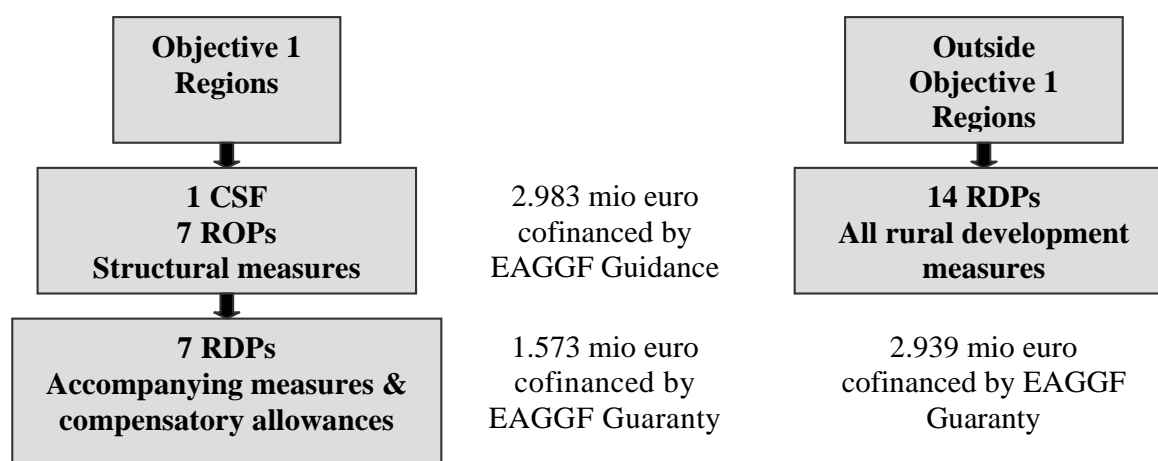 Objective 1
Regions
Outside
Objective 1
Regions
1 CSF
7 ROPs
Structural measures
2.983 mio euro
cofinanced by
EAGGF Guidance
14 RDPs
All rural development
measures
7 RDPs
Accompanying measures &
compensatory allowances
1.573 mio euro
cofinanced by
EAGGF Guaranty
2.939 mio euro
cofinanced by EAGGF
Guaranty